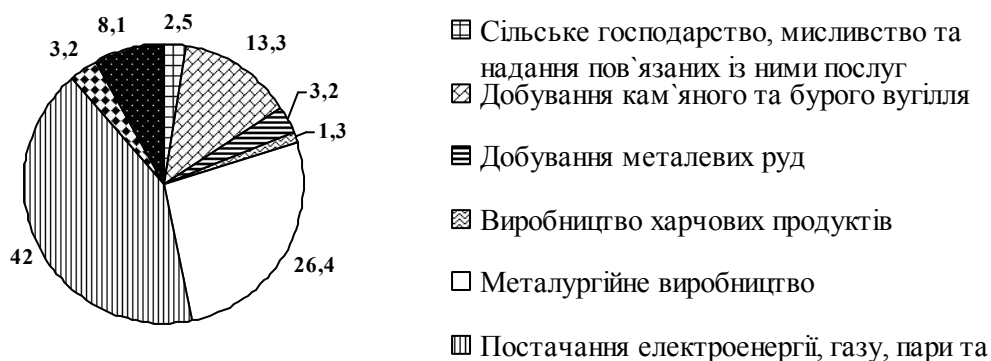 8,1
2,5
3,2
13,3
3,2
1,3
42
26,4
Сільське господарство, мисливство та
надання пов`язаних із ними послуг
Добування кам`яного та бурого вугілля
Добування металевих руд
Виробництво харчових продуктів
Металургійне виробництво
Постачання електроенергії, газу, пари та